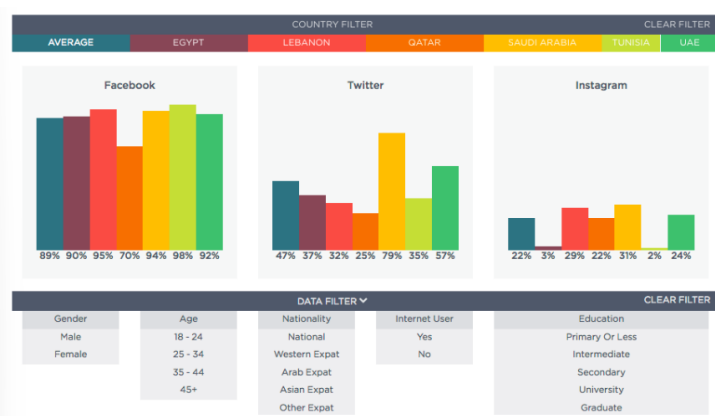 COUNTRY FILTER CLEAR FILTER
AVERAGE EGYPT LEBANON QATAR SAUDI ARABIA TUNISIA UAE
Facebook Twitter Instagram
89% 90% 95% 70% 94% 98% 92% 47% 37% 32% 25% 79% 35% 57% 22% 3% 29% 22% 31% 2% 24%
DATA FILTER CLEAR FILTER
Gender Age Nationality Internet User Education
Male 18 - 24 National Yes Primary Or Less
Female 25 - 34 Western Expat No Intermediate
35 - 44 Arab Expat Secondary
45+ Asian Expat University
Other Expat Graduate